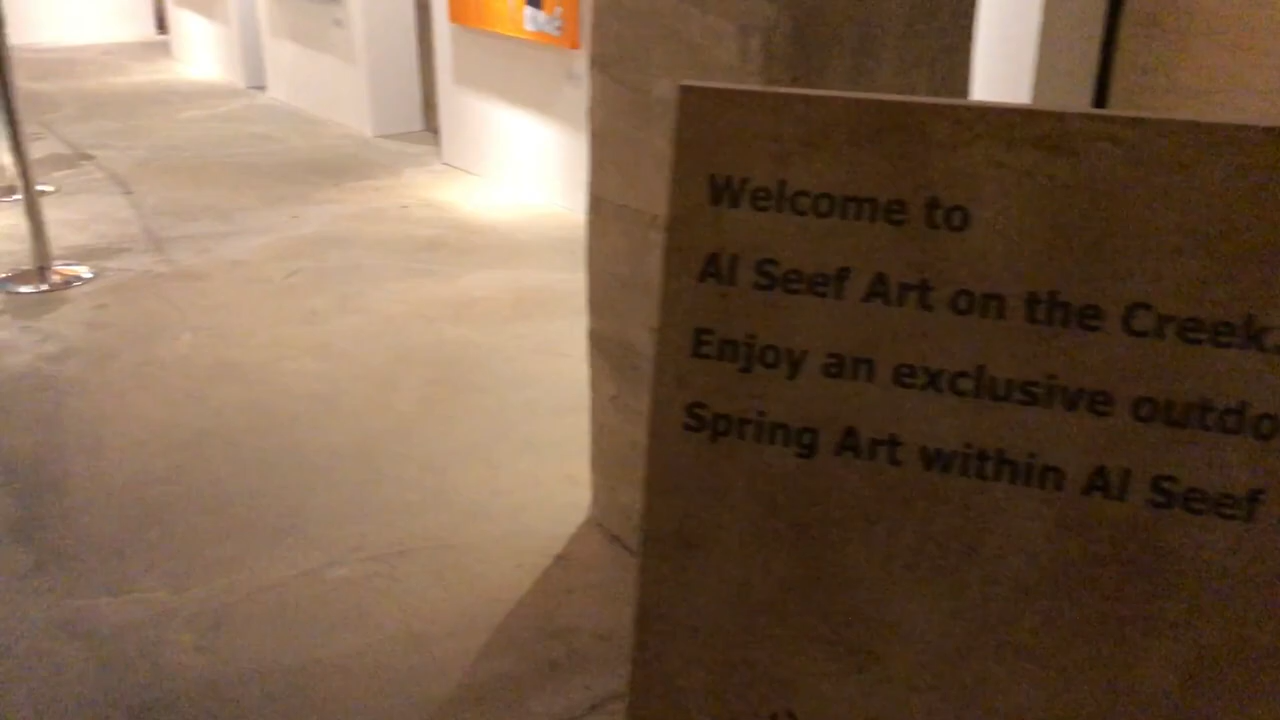 Welcome to
Al Seef Art on the Creek.
Enjoy an exclusive
Spring Art within Al Seef